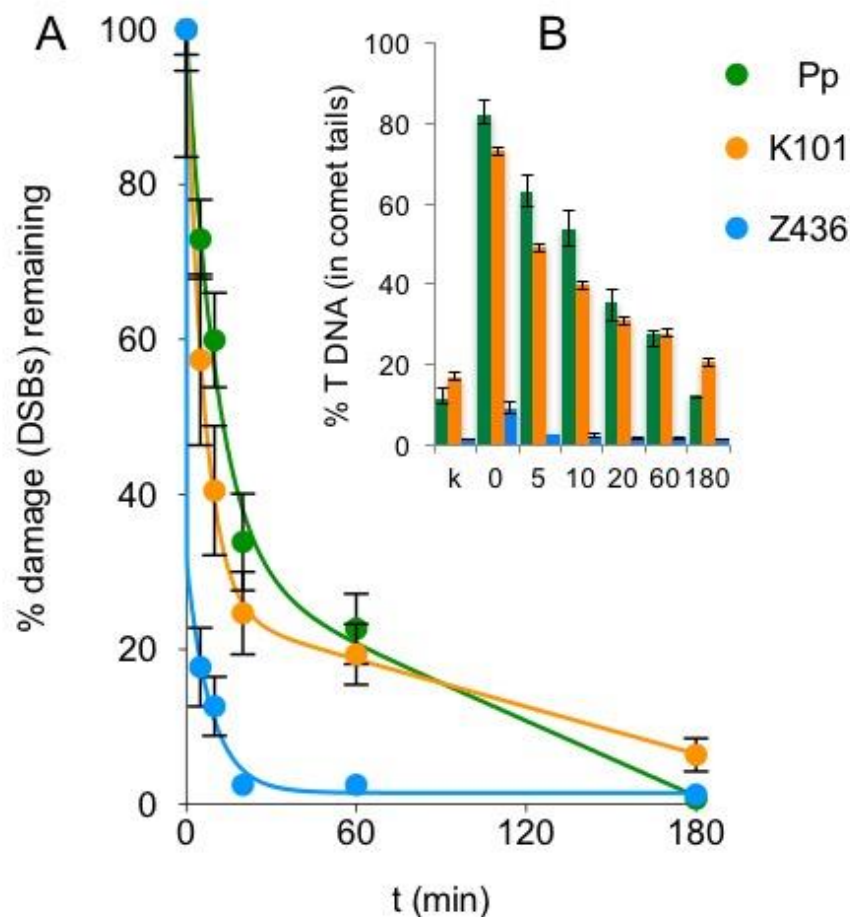 A
B
% damage (DSBs) remaining
100
80
60
40
20
0
0 60 120 180
t (min)
% T DNA (in comet tails)
100
80
60
40
20
0
k 0 5 10 20 60 180
Pp
K101
Z436